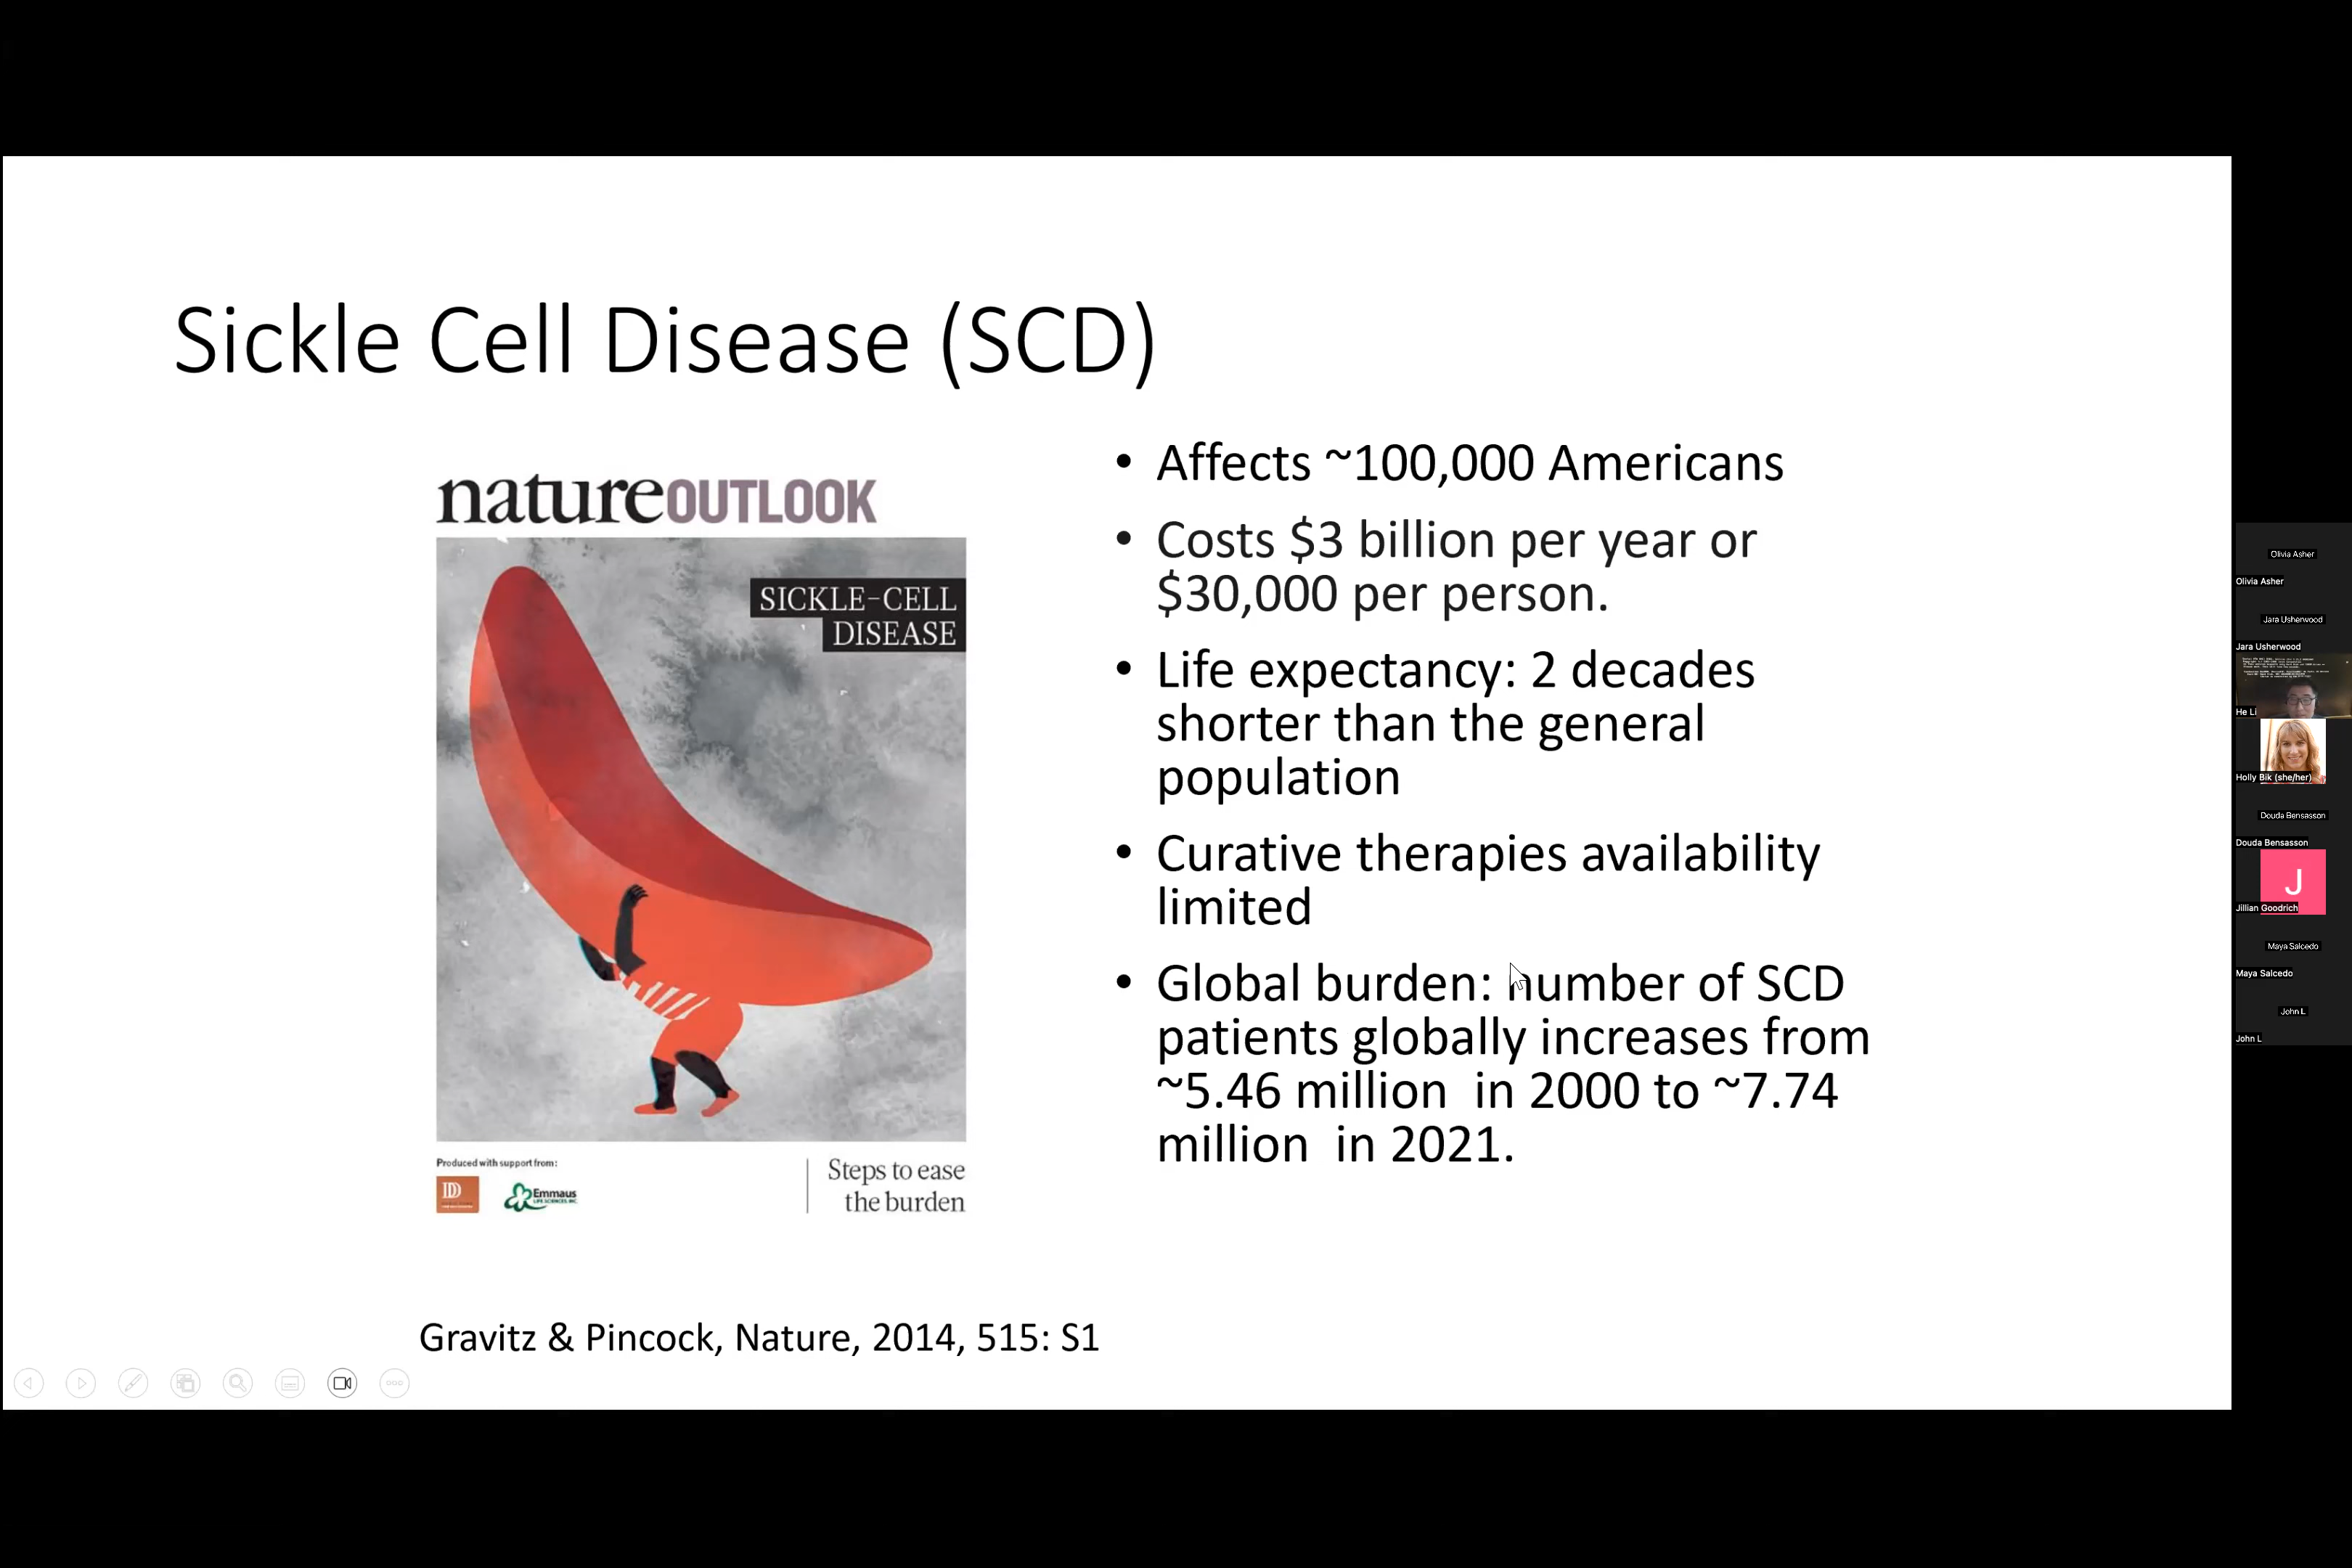 Sickle Cell Disease (SCD)
natureOUTLOOK
SICKLE-CELL
DISEASE
Produced with support from:
Emmaus
LIFE SCIENCES, INC.
Steps to ease
the burden
Gravitz & Pincock, Nature, 2014, 515: S1
• Affects ~100,000 Americans
• Costs $3 billion per year or
$30,000 per person.
• Life expectancy: 2 decades
shorter than the general
population
• Curative therapies availability
limited
• Global burden: number of SCD
patients globally increases from
~5.46 million  in 2000 to ~7.74
million  in 2021.
Olivia Asher
Olivia Asher
Jara Usherwood
Jara Usherwood
He Li
Holly Bik (she/her)
Douda Bensasson
Douda Bensasson
J
Jillian Goodrich
Maya Salcedo
Maya Salcedo
John L
John L